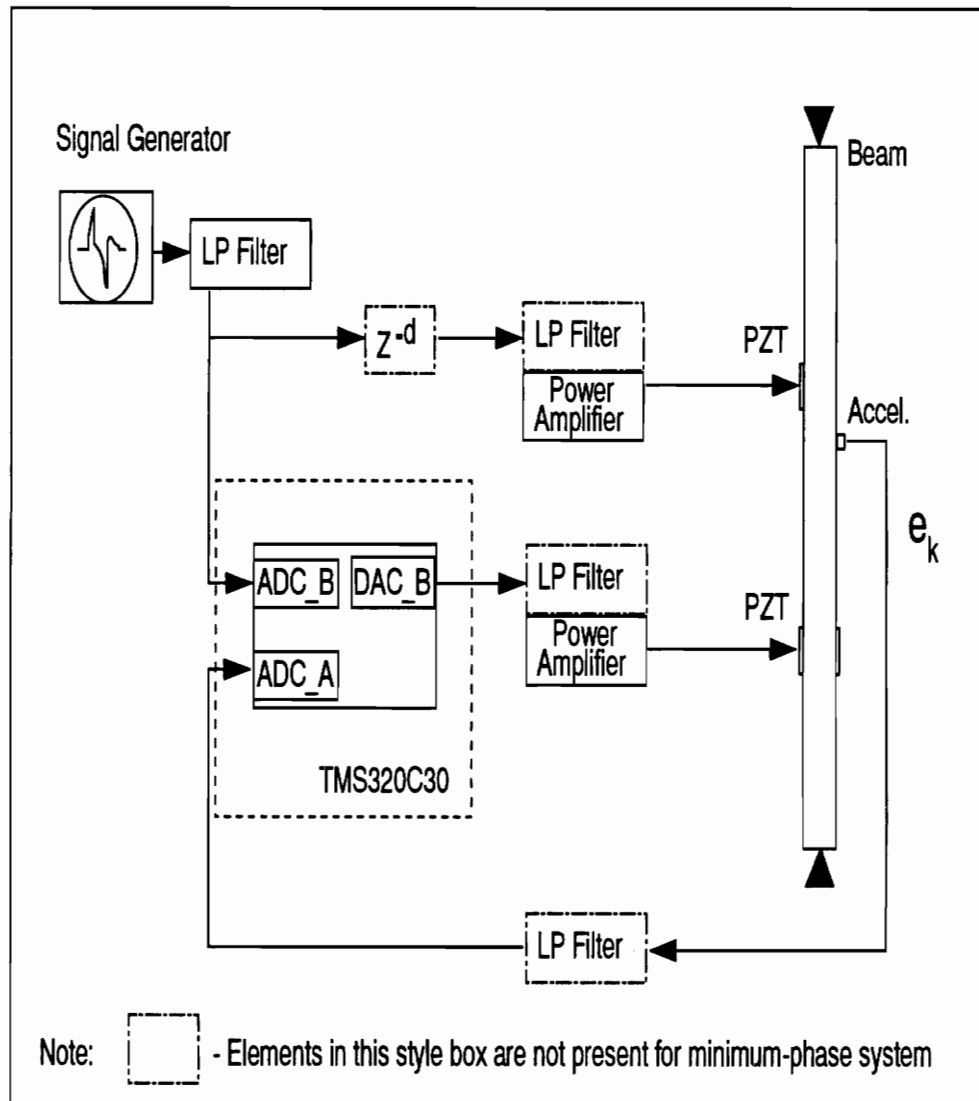 Signal Generator
Beam
LP Filter
z^-d
LP Filter
PZT
Power
Amplifier
Accel.
e_k
ADC_B
DAC_B
LP Filter
PZT
Power
Amplifier
ADC_A
TMS320C30
LP Filter
Note: - Elements in this style box are not present for minimum-phase system